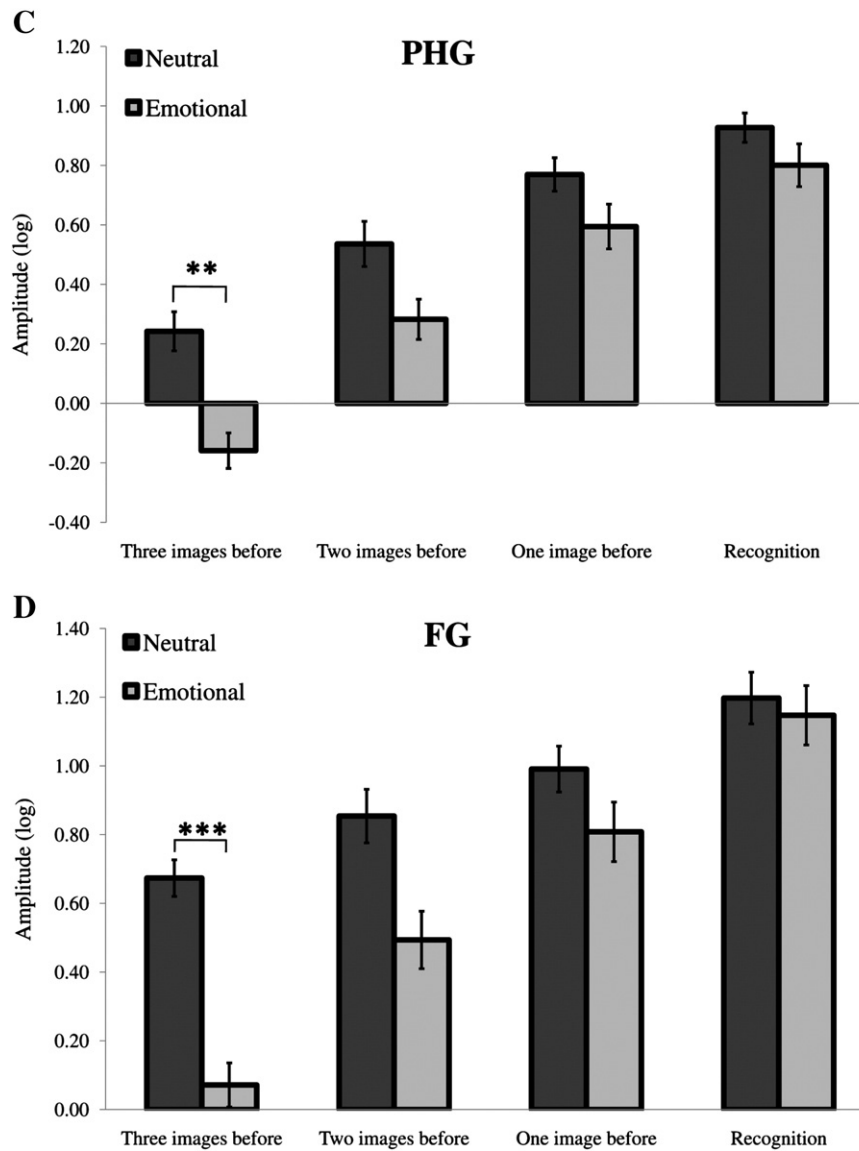 C
PHG
Neutral
Emotional
Amplitude (log)
1.20
1.00
0.80
0.60
0.40
0.20
0.00
-0.20
-0.40
**
Three images before
Two images before
One image before
Recognition
D
FG
Neutral
Emotional
Amplitude (log)
1.40
1.20
1.00
0.80
0.60
0.40
0.20
0.00
***
Three images before
Two images before
One image before
Recognition